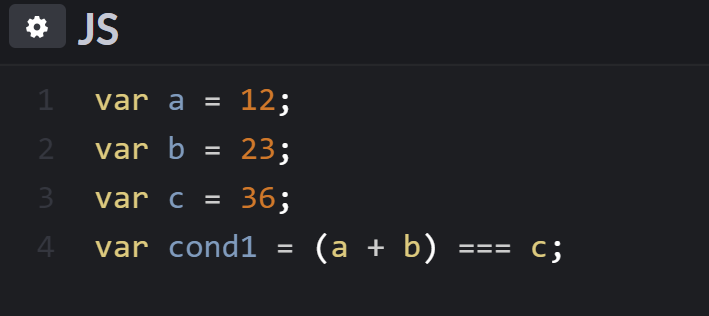 JS
1 var a = 12;
2 var b = 23;
3 var c = 36;
4 var cond1 = (a + b) === c;